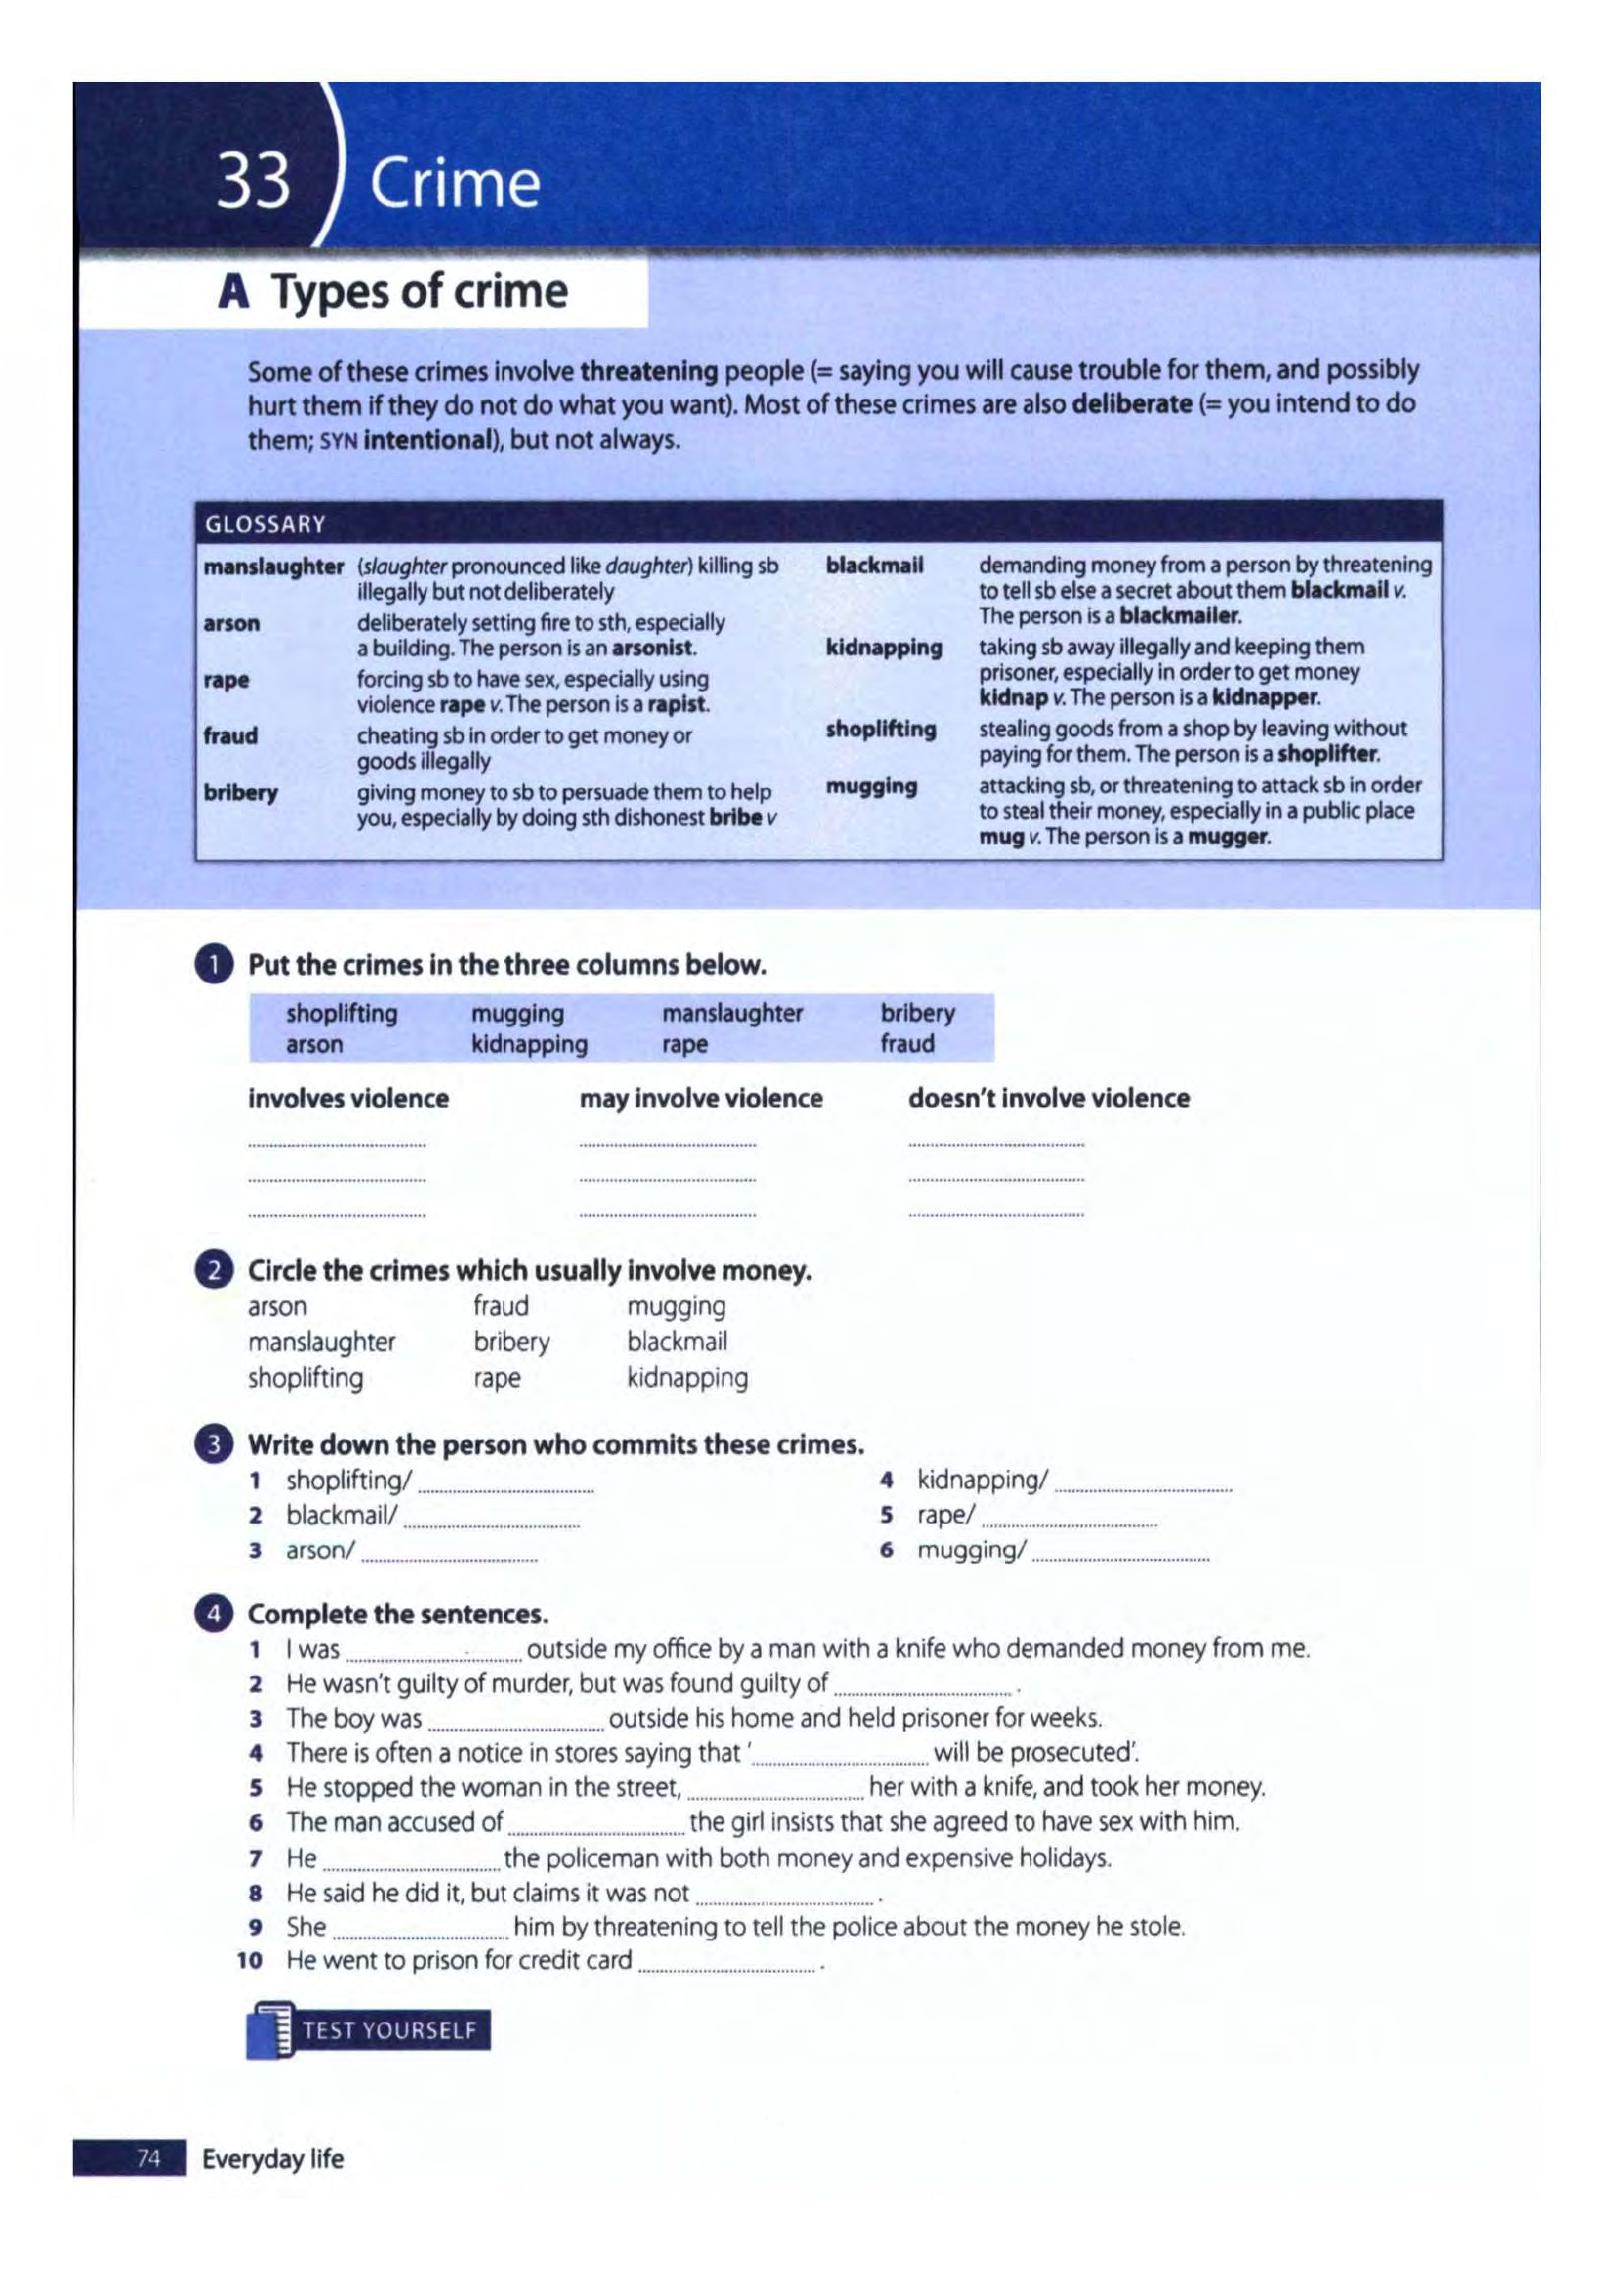 33 Crime
A Types of crime
Some of these crimes involve threatening people (= saying you will cause trouble for them, and possibly
hurt them if they do not do what you want). Most of these crimes are also deliberate (= you intend to do
them; SYN intentional), but not always.
GLOSSARY
manslaughter (slaughter pronounced like daughter) killing sb
illegally but not deliberately
arson deliberately setting fire to sth, especially
a building. The person is an arsonist.
rape forcing sb to have sex, especially using
violence rape v. The person is a rapist.
fraud cheating sb in order to get money or
goods illegally
bribery giving money to sb to persuade them to help
you, especially by doing sth dishonest bribe v
blackmail demanding money from a person by threatening
to tell sb else a secret about them blackmail v.
The person is a blackmailer.
kidnapping taking sb away illegally and keeping them
prisoner, especially in order to get money
kidnap v. The person is a kidnapper.
shoplifting stealing goods from a shop by leaving without
paying for them. The person is a shoplifter.
mugging attacking sb, or threatening to attack sb in order
to steal their money, especially in a public place
mug v. The person is a mugger.
1 Put the crimes in the three columns below.
shoplifting mugging manslaughter bribery
arson kidnapping rape fraud
involves violence may involve violence doesn't involve violence
2 Circle the crimes which usually involve money.
arson fraud mugging
manslaughter bribery blackmail
shoplifting rape kidnapping
3 Write down the person who commits these crimes.
1 shoplifting/ .......... 4 kidnapping/ ..........
2 blackmail/ .......... 5 rape/ ..........
3 arson/ .......... 6 mugging/ ..........
4 Complete the sentences.
1 I was .......... outside my office by a man with a knife who demanded money from me.
2 He wasn't guilty of murder, but was found guilty of .......... .
3 The boy was .......... outside his home and held prisoner for weeks.
4 There is often a notice in stores saying that '.......... will be prosecuted'.
5 He stopped the woman in the street, .......... her with a knife, and took her money.
6 The man accused of .......... the girl insists that she agreed to have sex with him.
7 He .......... the policeman with both money and expensive holidays.
8 He said he did it, but claims it was not .......... .
9 She .......... him by threatening to tell the police about the money he stole.
10 He went to prison for credit card .......... .
TEST YOURSELF
74 Everyday life